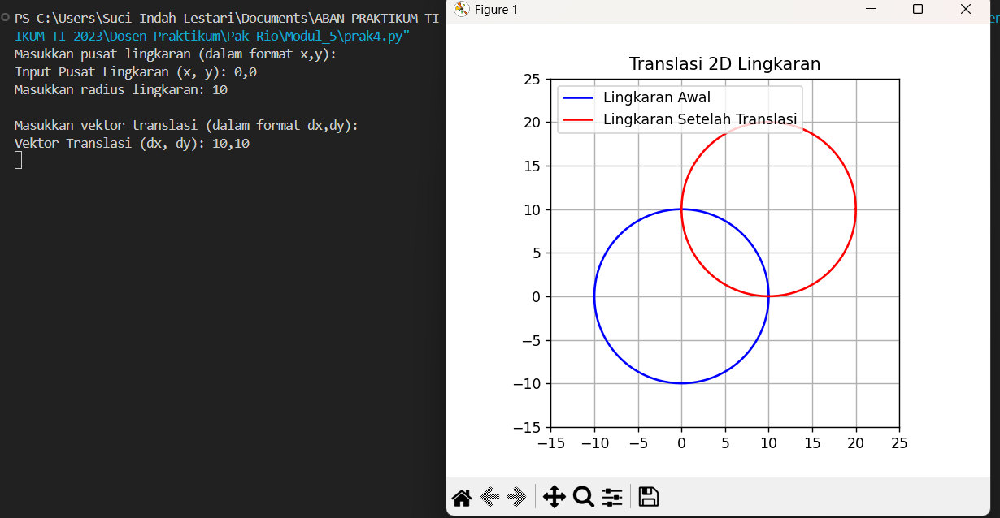 PS C:\Users\Suci Indah Lestari\Documents\ABAN PRAKTIKUM TI
IKUM TI 2023\Dosen Praktikum\Pak Rio\Modul_5\prak4.py"
Masukkan pusat lingkaran (dalam format x,y):
Input Pusat Lingkaran (x, y): 0,0
Masukkan radius lingkaran: 10
Masukkan vektor translasi (dalam format dx,dy):
Vektor Translasi (dx, dy): 10,10
Figure 1
Translasi 2D Lingkaran
Lingkaran Awal
Lingkaran Setelah Translasi
25
20
15
10
5
0
−5
−10
−15
−15 −10 −5 0 5 10 15 20 25